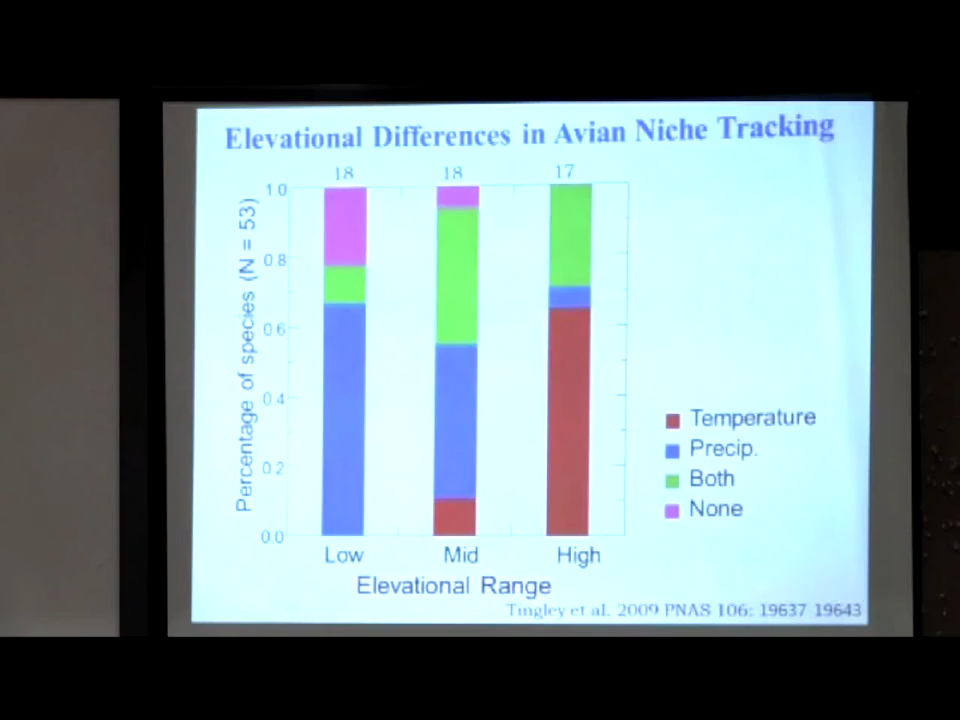 Elevational Differences in Avian Niche Tracking
18 18 17
Percentage of species (N = 53)
1.0
0.8
0.6
0.4
0.2
0.0
Low Mid High
Elevational Range
Temperature
Precip.
Both
None
Tingley et al. 2009 PNAS 106: 19637 19643